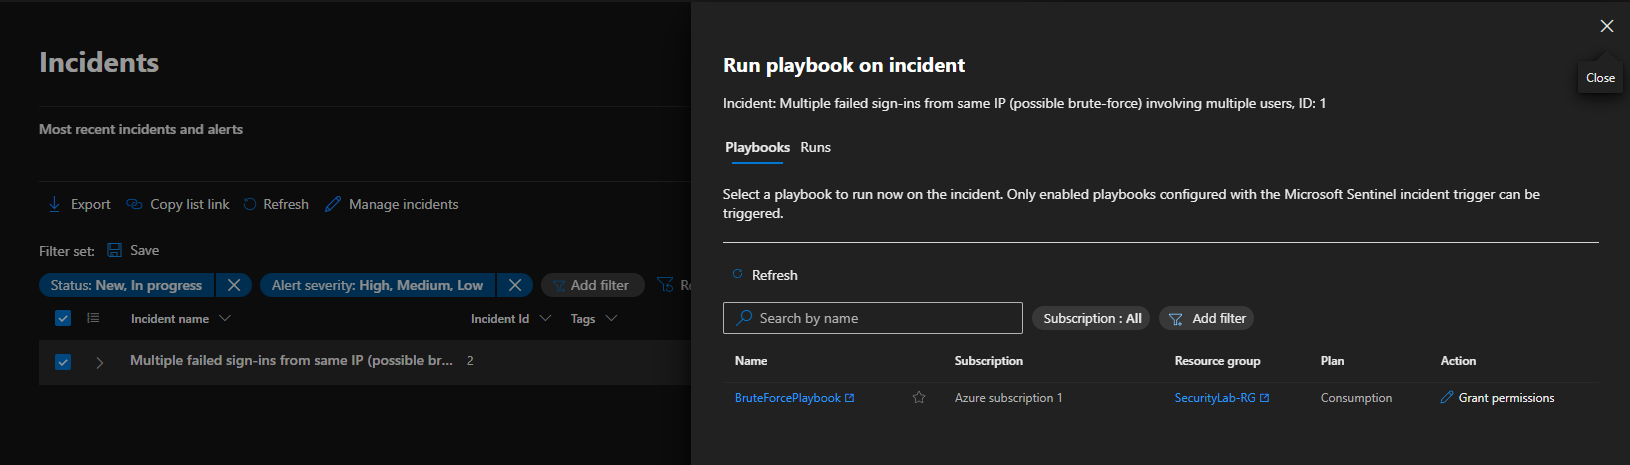 Incidents
Most recent incidents and alerts
Export Copy list link Refresh Manage incidents
Filter set: Save
Status: New, In progress Alert severity: High, Medium, Low Add filter Re
Incident name Incident Id Tags
Multiple failed sign-ins from same IP (possible br... 2
Close
Run playbook on incident
Incident: Multiple failed sign-ins from same IP (possible brute-force) involving multiple users, ID: 1
Playbooks Runs
Select a playbook to run now on the incident. Only enabled playbooks configured with the Microsoft Sentinel incident trigger can be
triggered.
Refresh
Search by name Subscription : All Add filter
Name Subscription Resource group Plan Action
BruteForcePlaybook Azure subscription 1 SecurityLab-RG Consumption Grant permissions